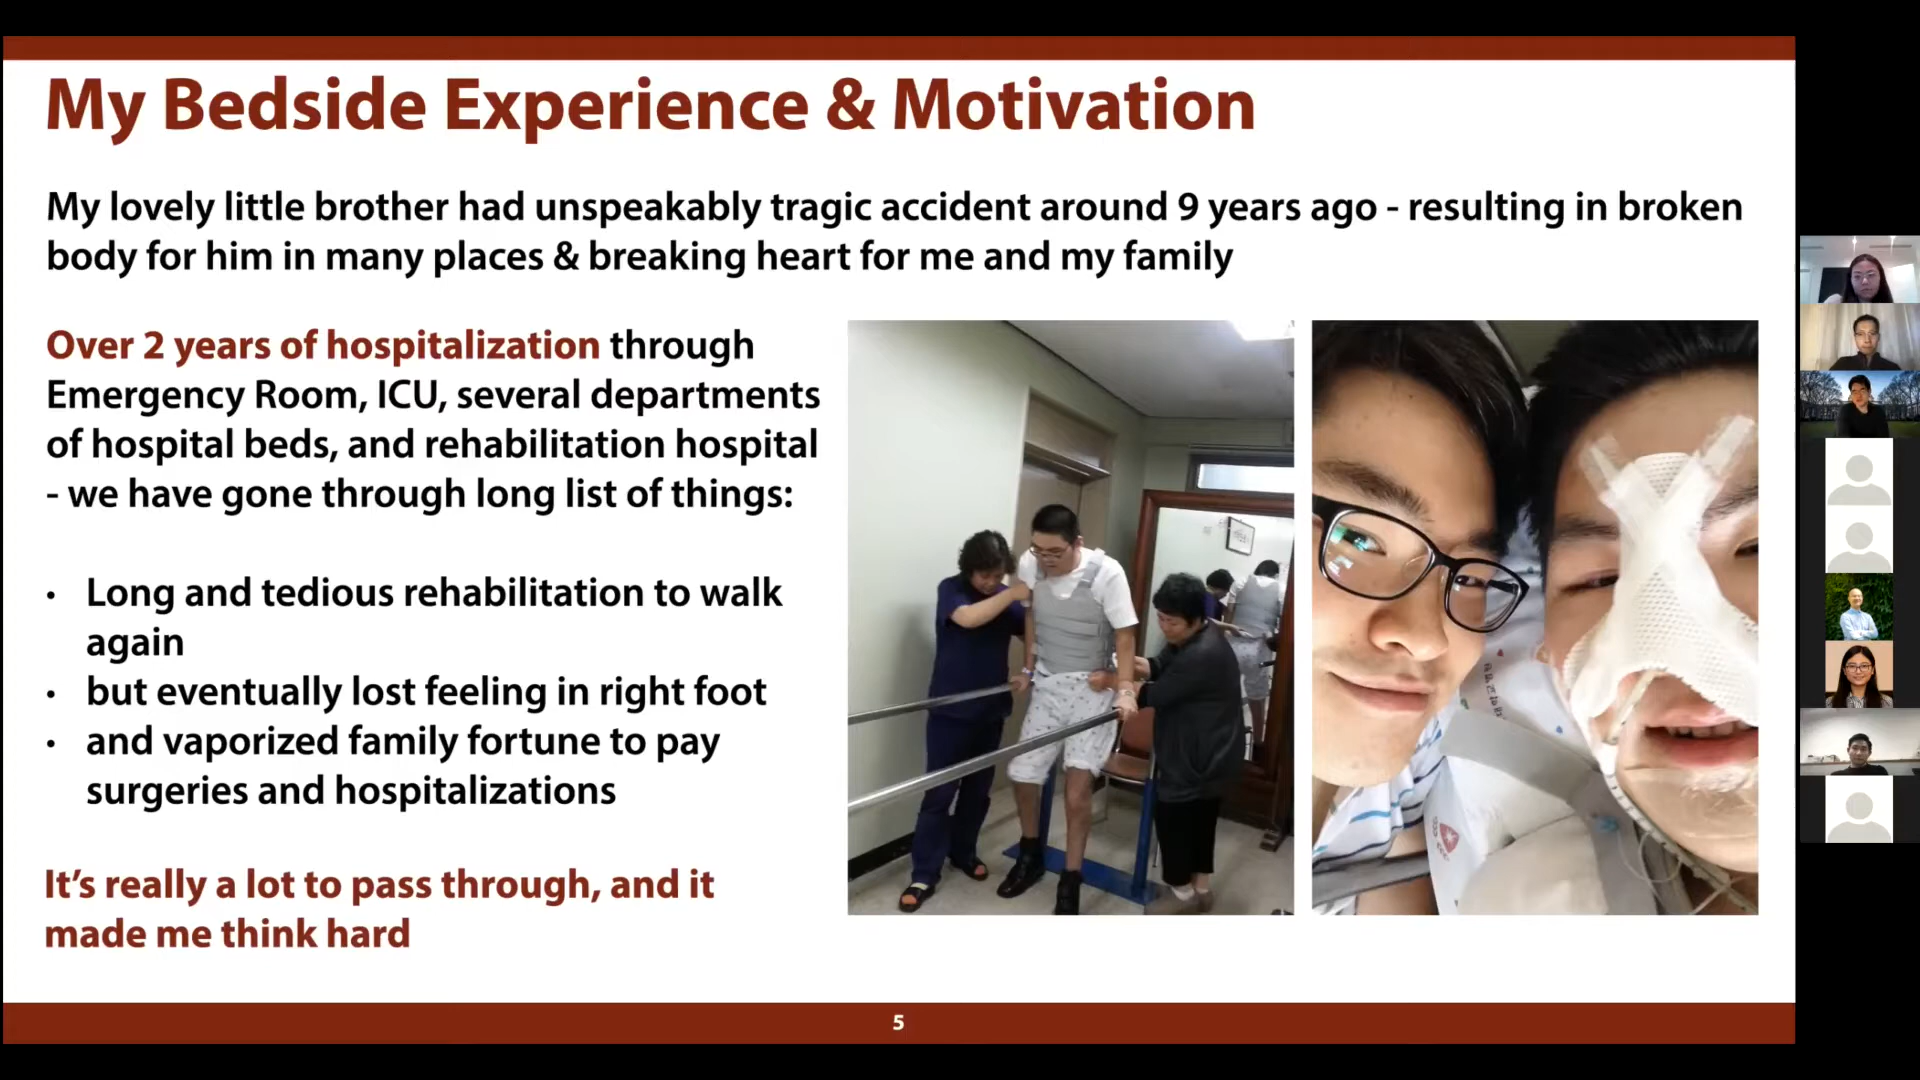 My Bedside Experience & Motivation
My lovely little brother had unspeakably tragic accident around 9 years ago - resulting in broken
body for him in many places & breaking heart for me and my family
Over 2 years of hospitalization through
Emergency Room, ICU, several departments
of hospital beds, and rehabilitation hospital
- we have gone through long list of things:
• Long and tedious rehabilitation to walk
again
• but eventually lost feeling in right foot
• and vaporized family fortune to pay
surgeries and hospitalizations
It's really a lot to pass through, and it
made me think hard
5